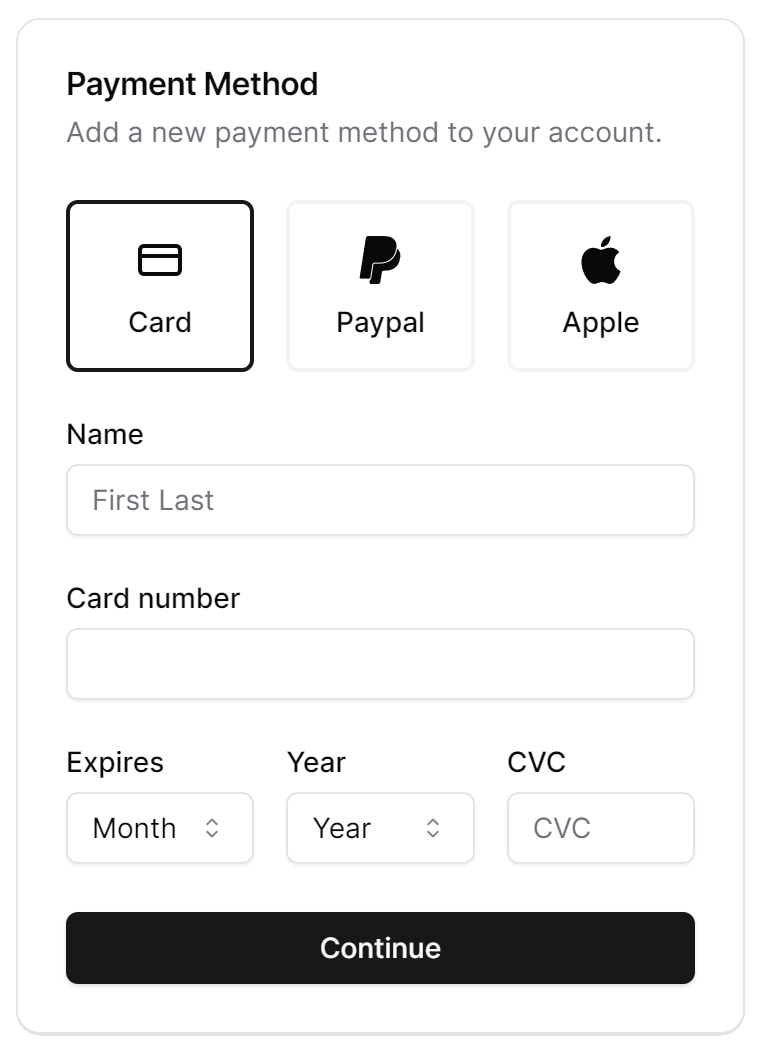 Payment Method
Add a new payment method to your account.
Card Paypal Apple
Name
First Last
Card number
Expires Year CVC
Month Year CVC
Continue